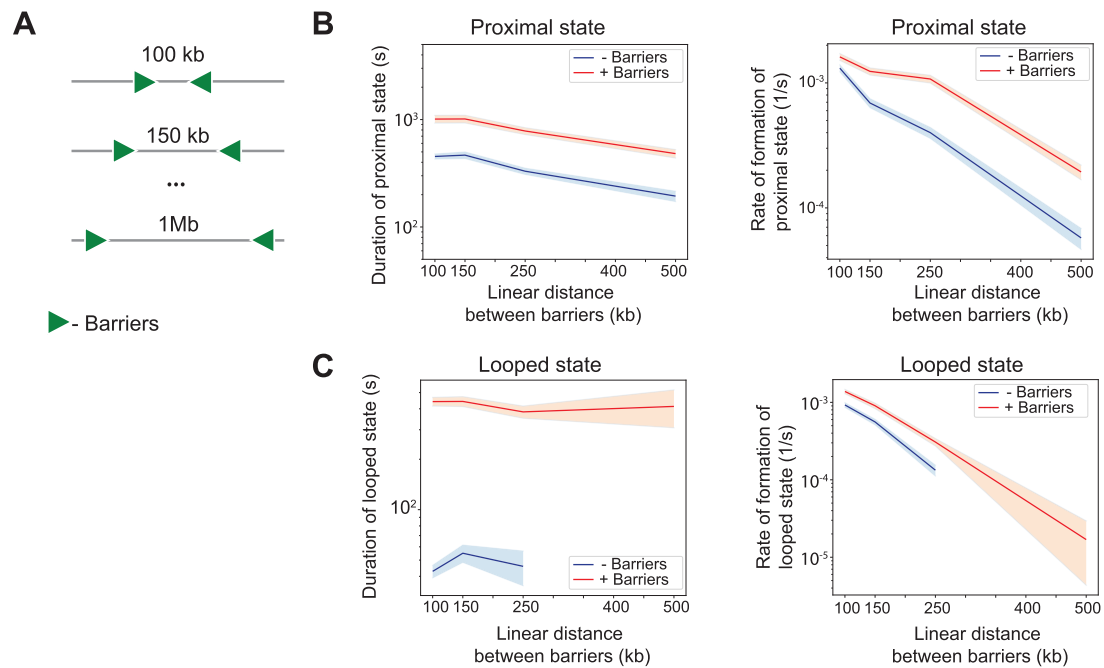 A
100 kb
150 kb
...
1Mb
- Barriers
B
Proximal state
Duration of proximal state (s)
10³
10²
- Barriers
+ Barriers
100 150 250 400 500
Linear distance
between barriers (kb)
Proximal state
Rate of formation of
proximal state (1/s)
10⁻³
10⁻⁴
- Barriers
+ Barriers
100 150 250 400 500
Linear distance
between barriers (kb)
C
Looped state
Duration of looped state (s)
10²
- Barriers
+ Barriers
100 150 250 400 500
Linear distance
between barriers (kb)
Looped state
Rate of formation of
looped state (1/s)
10⁻³
10⁻⁴
10⁻⁵
- Barriers
+ Barriers
100 150 250 400 500
Linear distance
between barriers (kb)